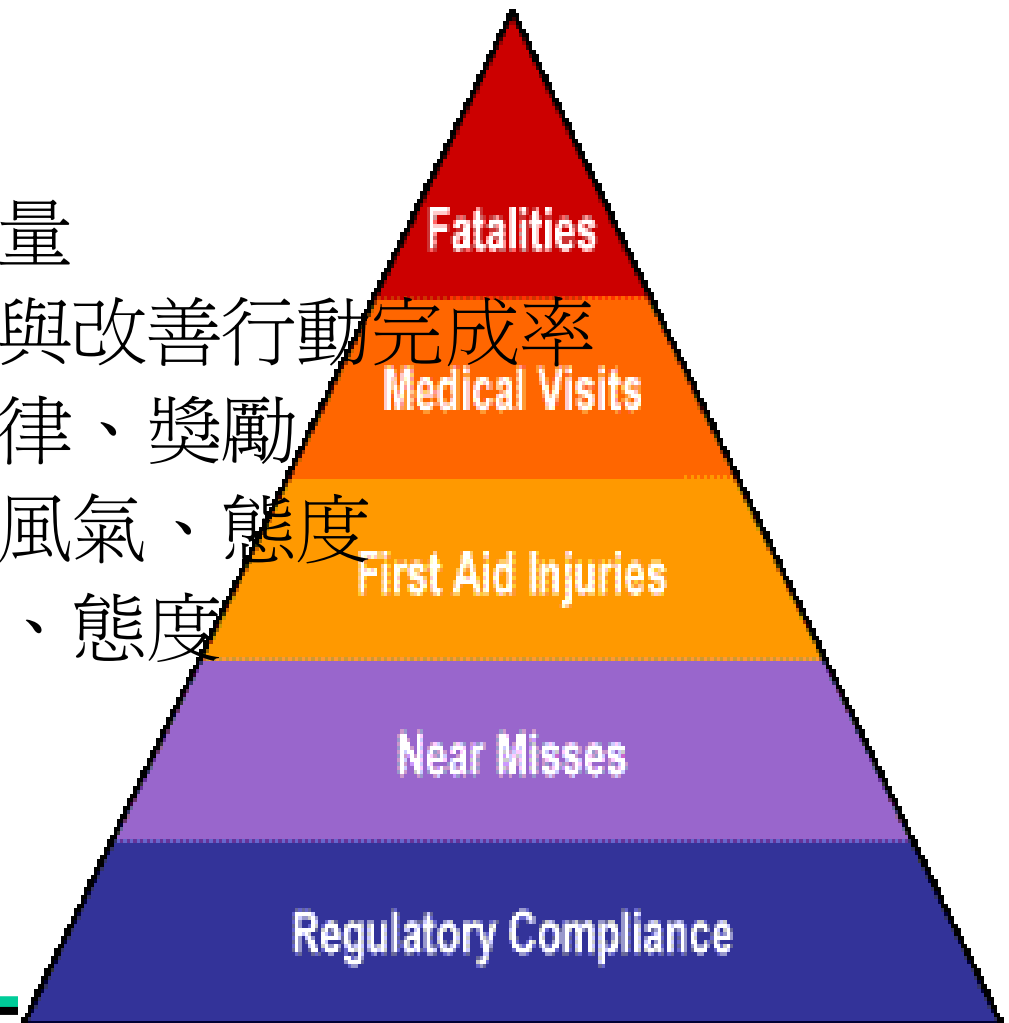 Fatalities
量
與改善行動完成率
Medical Visits
律、獎勵
風氣、態度
First Aid Injuries
、態度
Near Misses
Regulatory Compliance